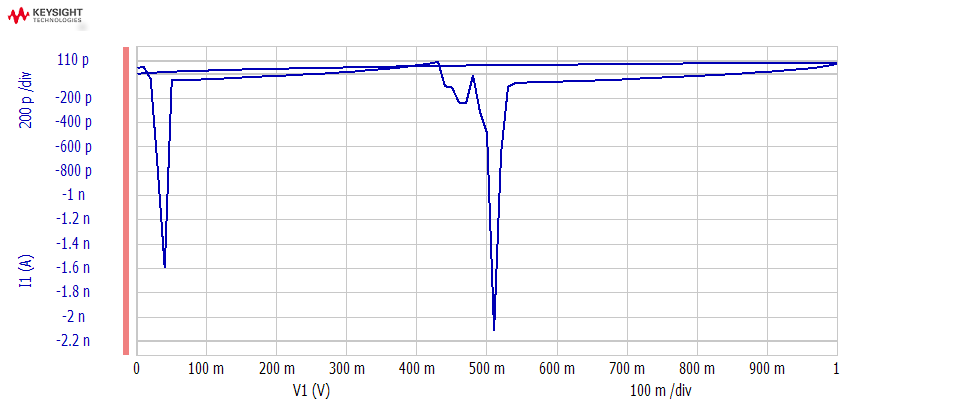 KEYSIGHT
TECHNOLOGIES
110 p
-200 p
-400 p
-600 p
-800 p
-1 n
-1.2 n
-1.4 n
-1.6 n
-1.8 n
-2 n
-2.2 n
200 p /div
I1 (A)
0 100 m 200 m 300 m 400 m 500 m 600 m 700 m 800 m 900 m 1
V1 (V) 100 m /div